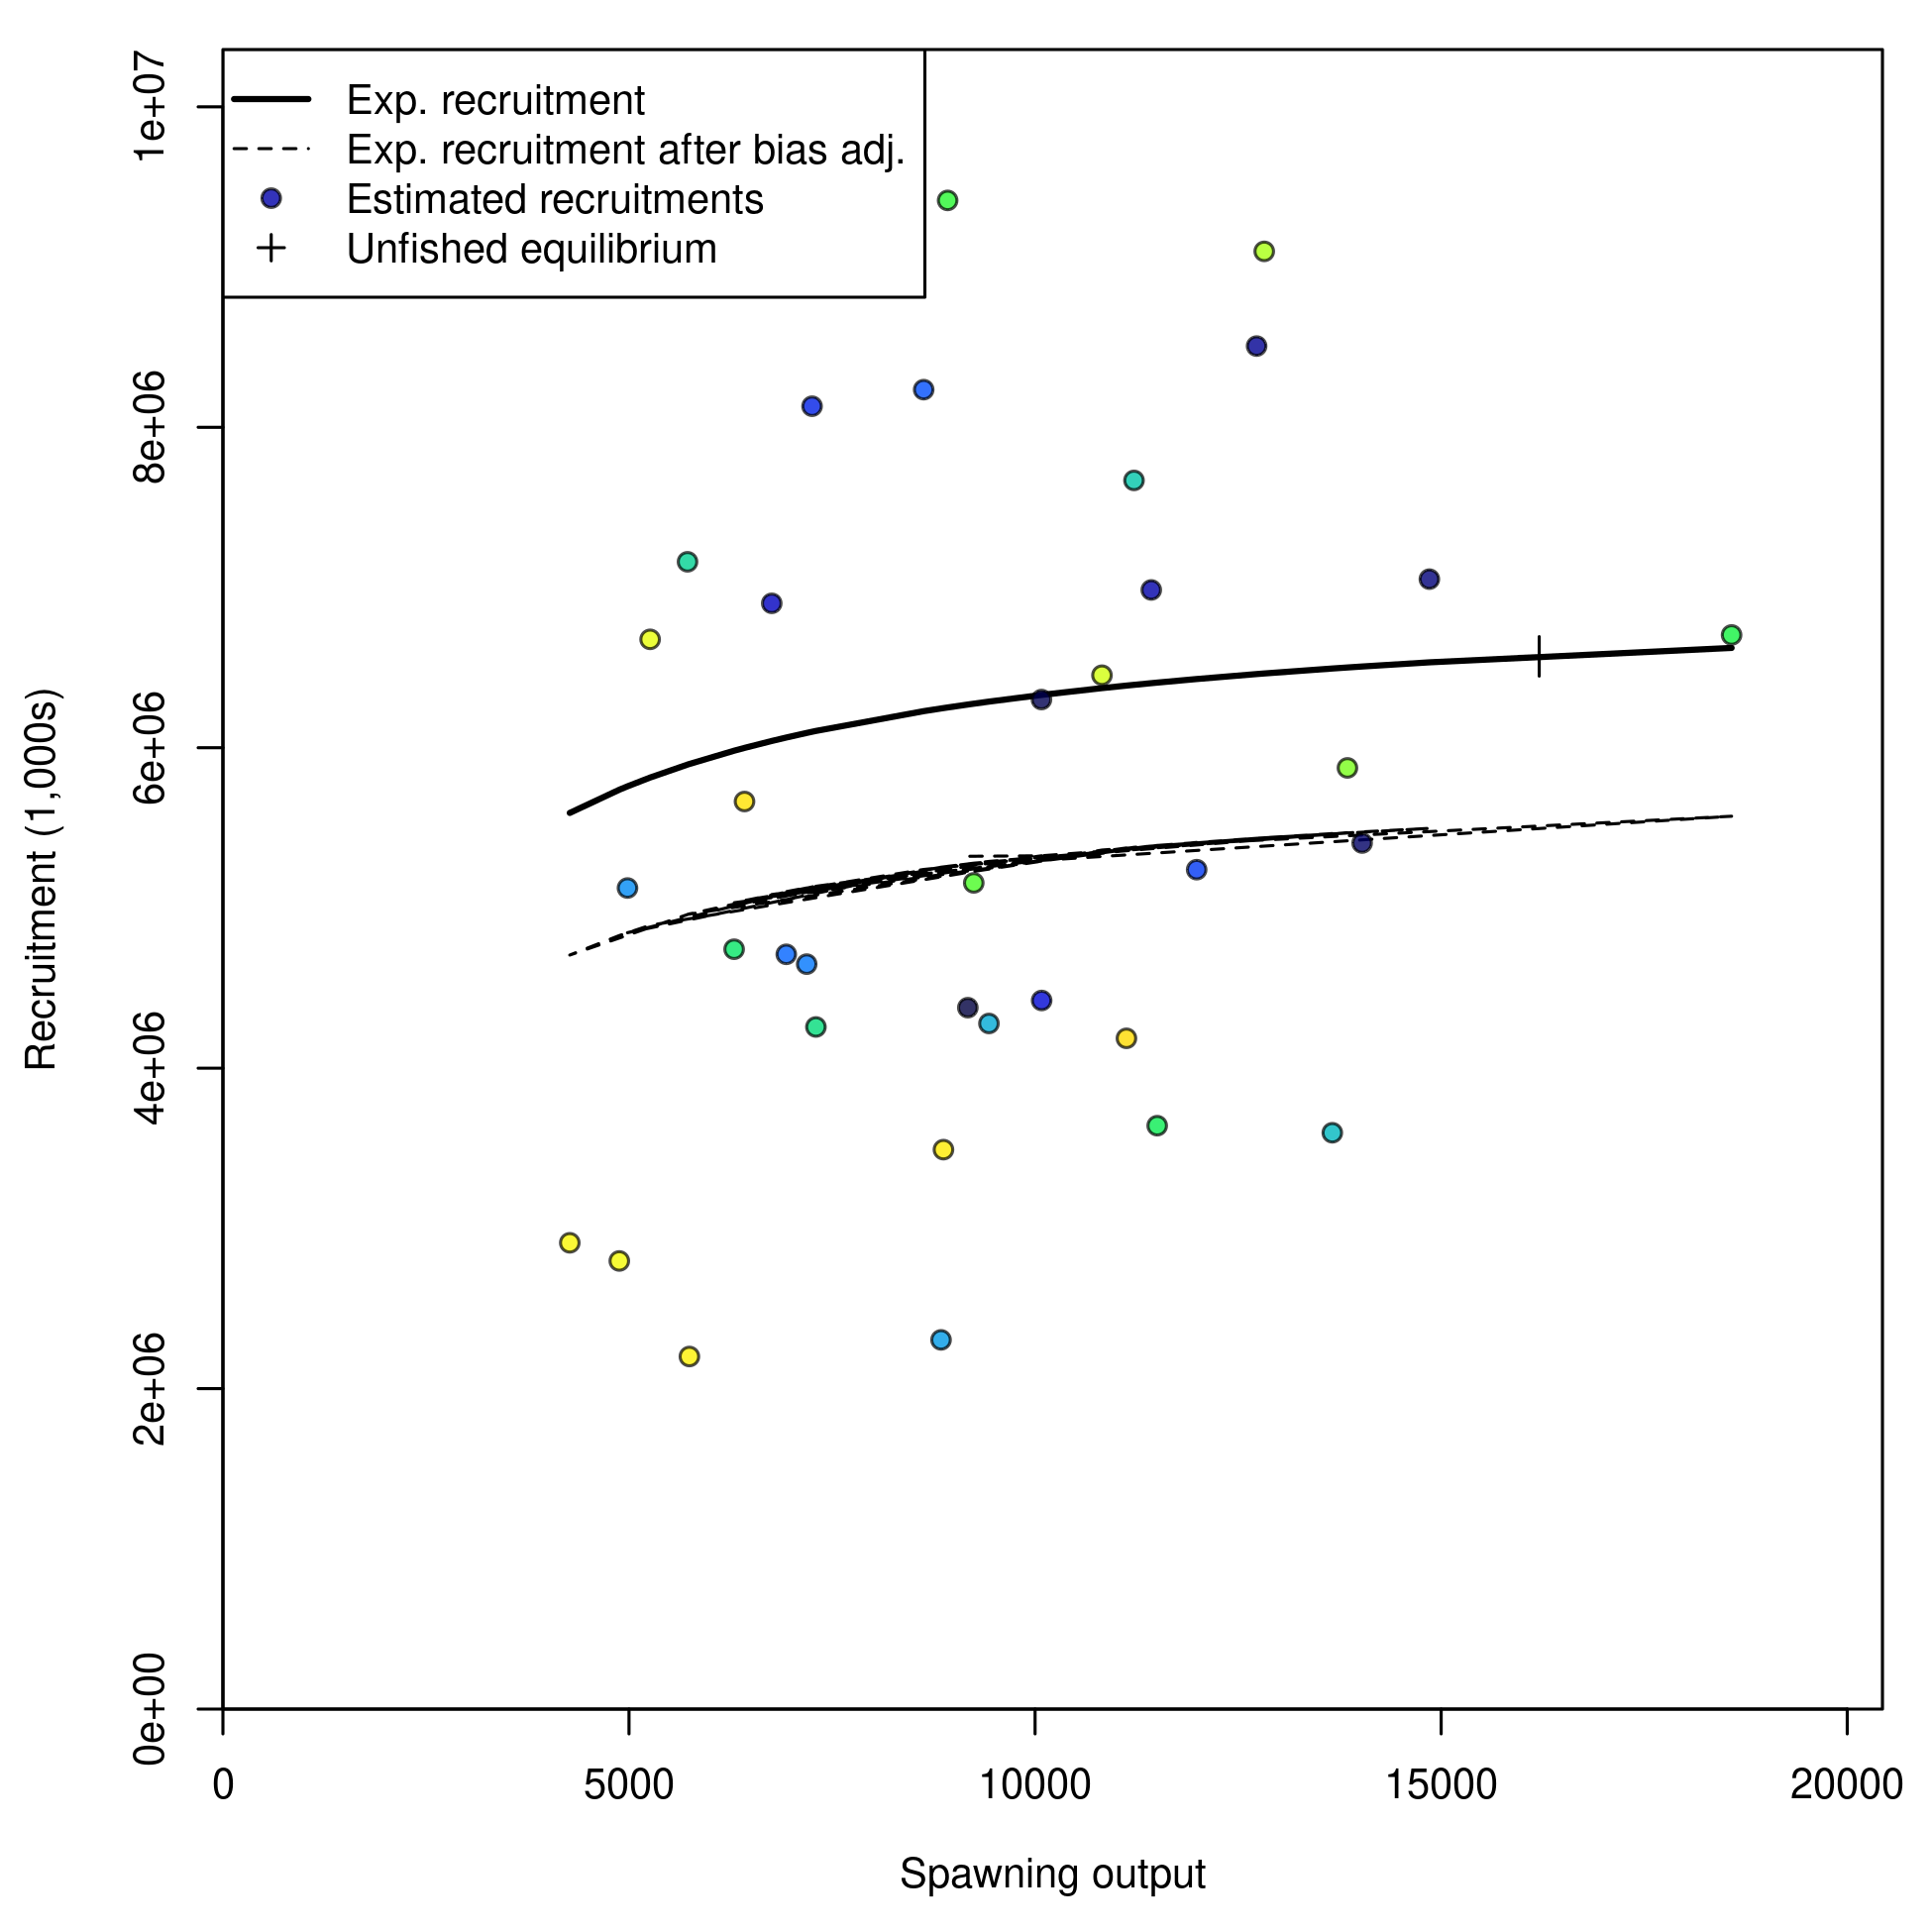 Exp. recruitment
Exp. recruitment after bias adj.
Estimated recruitments
Unfished equilibrium
Recruitment (1,000s)
1e+07
8e+06
6e+06
4e+06
2e+06
0e+00
0 5000 10000 15000 20000
Spawning output